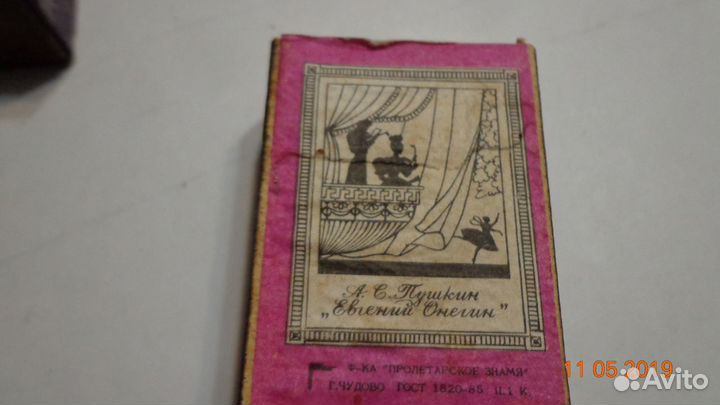 А. С. Пушкин
„Евгений Онегин"
Ф-КА "ПРОЛЕТАРСКОЕ ЗНАМЯ"
Г.ЧУДОВО ГОСТ 1820-85 Ц.1 К.
11 05 2019
Avito